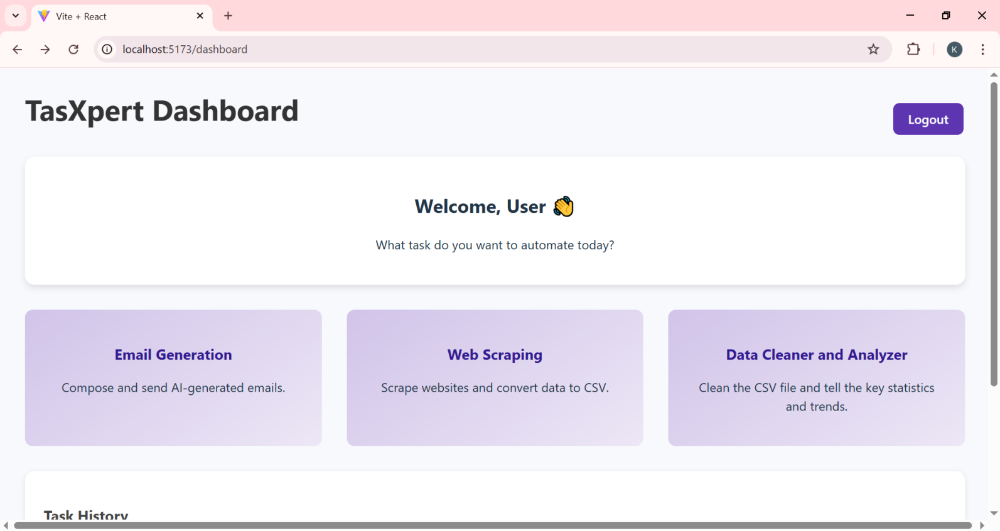 Vite + React
localhost:5173/dashboard
K
TasXpert Dashboard
Logout
Welcome, User 👋
What task do you want to automate today?
Email Generation
Compose and send AI-generated emails.
Web Scraping
Scrape websites and convert data to CSV.
Data Cleaner and Analyzer
Clean the CSV file and tell the key statistics
and trends.
Task History